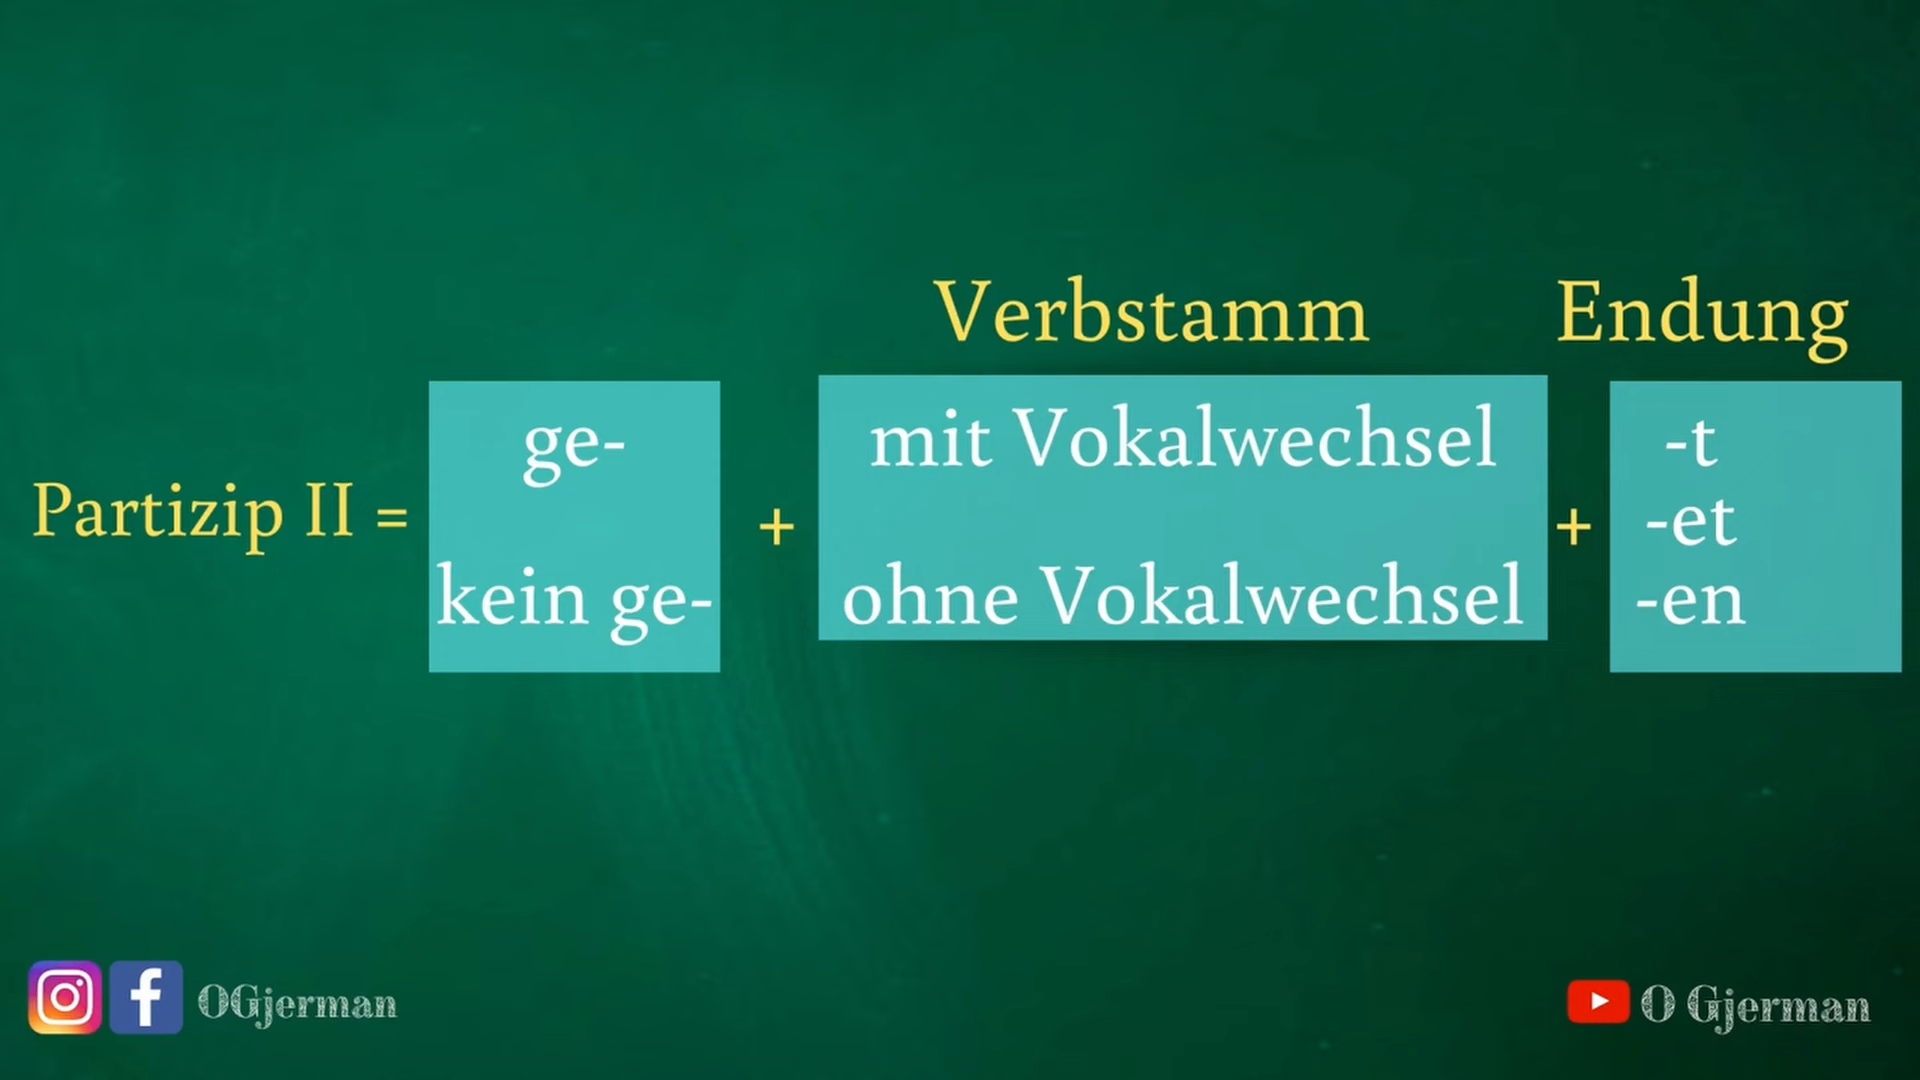 Verbstamm Endung
ge- mit Vokalwechsel -t
Partizip II = + + -et
kein ge- ohne Vokalwechsel -en
OGjerman
O Gjerman